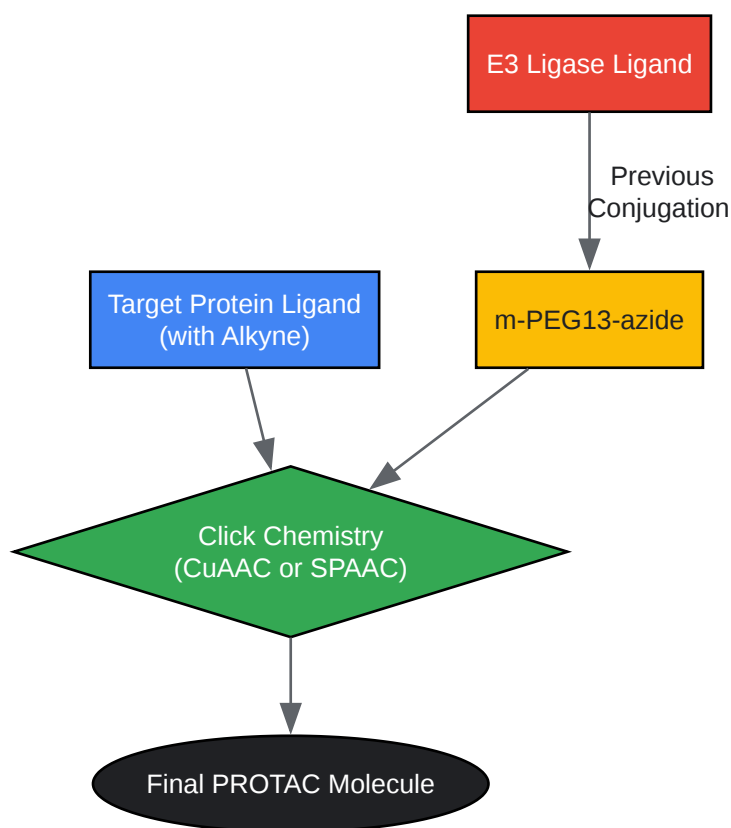 E3 Ligase Ligand
Previous
Conjugation
Target Protein Ligand
(with Alkyne)
m-PEG13-azide
Click Chemistry
(CuAAC or SPAAC)
Final PROTAC Molecule